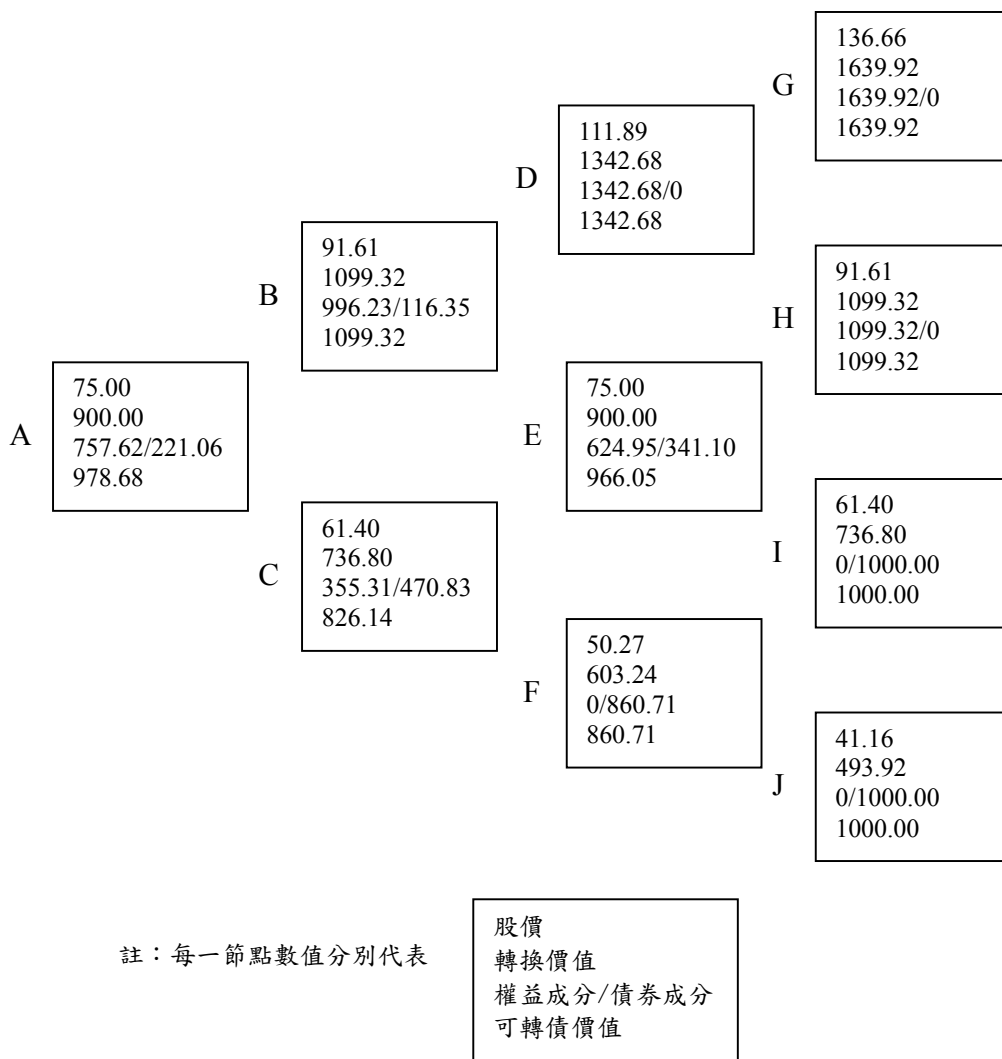 A
75.00
900.00
757.62/221.06
978.68
B
91.61
1099.32
996.23/116.35
1099.32
C
61.40
736.80
355.31/470.83
826.14
D
111.89
1342.68
1342.68/0
1342.68
E
75.00
900.00
624.95/341.10
966.05
F
50.27
603.24
0/860.71
860.71
G
136.66
1639.92
1639.92/0
1639.92
H
91.61
1099.32
1099.32/0
1099.32
I
61.40
736.80
0/1000.00
1000.00
J
41.16
493.92
0/1000.00
1000.00
註：每一節點數值分別代表
股價
轉換價值
權益成分/債券成分
可轉債價值